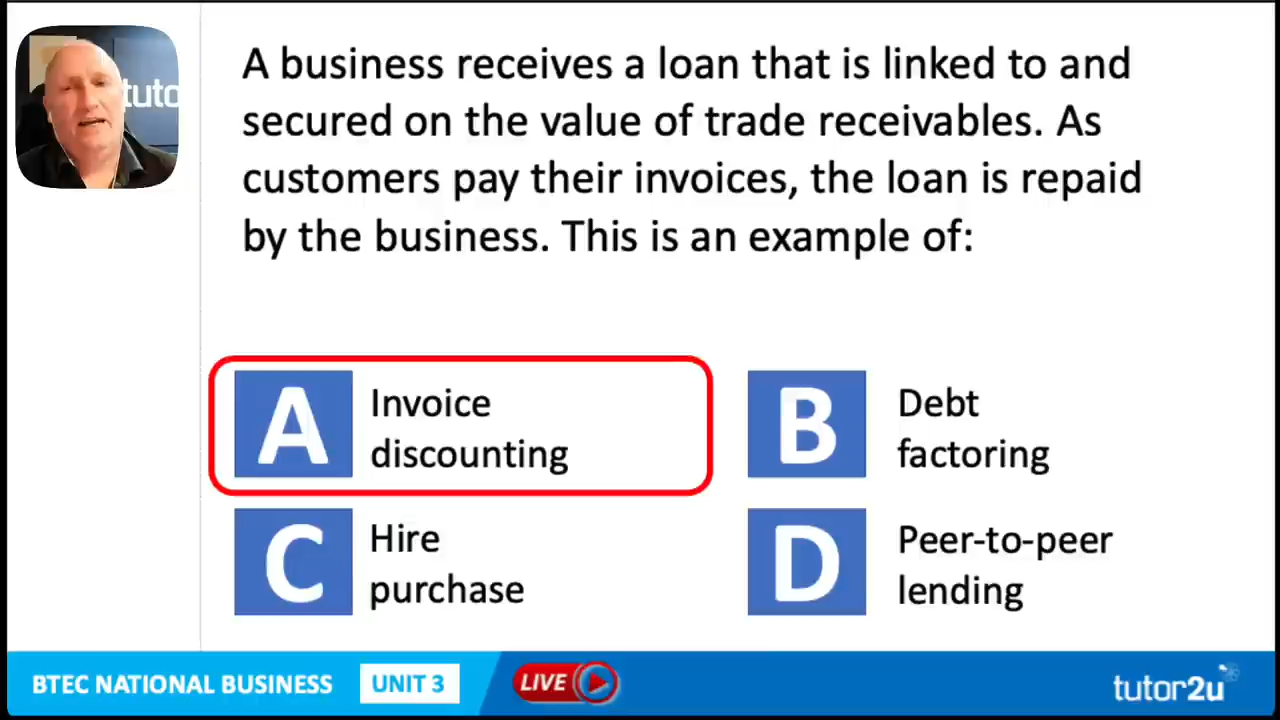 tuto
A business receives a loan that is linked to and
secured on the value of trade receivables. As
customers pay their invoices, the loan is repaid
by the business. This is an example of:
A Invoice
discounting
B Debt
factoring
C Hire
purchase
D Peer-to-peer
lending
BTEC NATIONAL BUSINESS UNIT 3 LIVE tutor2u